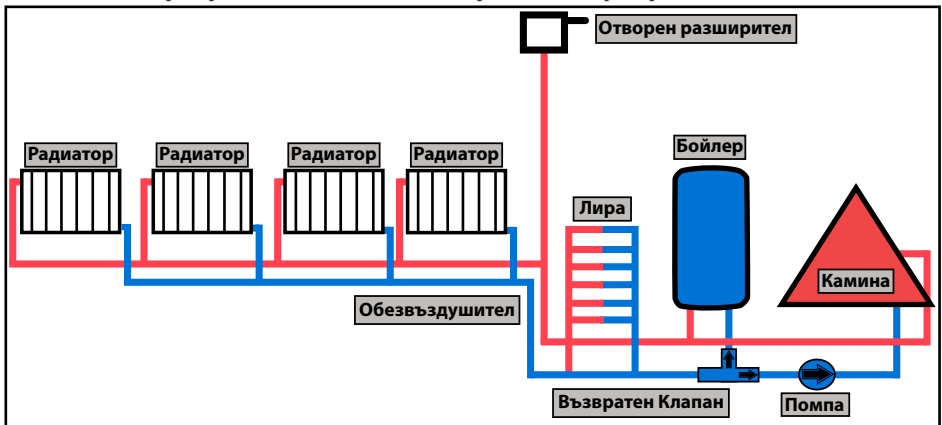 Отворен разширител
Радиатор
Радиатор
Радиатор
Радиатор
Бойлер
Лира
Камина
Обезвъздушител
Възвратен Клапан
Помпа